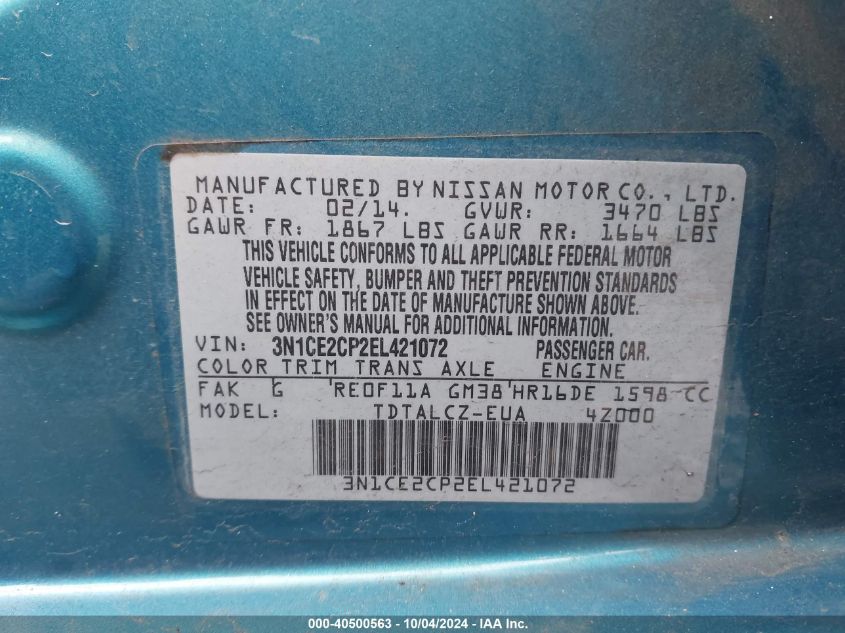 MANUFACTURED BY NISSAN MOTOR CO., LTD.
DATE: 02/14. GVWR: 3470 LBS
GAWR FR: 1867 LBS GAWR RR: 1664 LBS
THIS VEHICLE CONFORMS TO ALL APPLICABLE FEDERAL MOTOR
VEHICLE SAFETY, BUMPER AND THEFT PREVENTION STANDARDS
IN EFFECT ON THE DATE OF MANUFACTURE SHOWN ABOVE.
SEE OWNER'S MANUAL FOR ADDITIONAL INFORMATION.
VIN: 3N1CE2CP2EL421072 PASSENGER CAR.
COLOR TRIM TRANS AXLE ENGINE
FAK G RE0F11A GM38 HR16DE 1598 CC
MODEL: TDTALCZ-EUA 4Z000
3N1CE2CP2EL421072
000-40500563 - 10/04/2024 - IAA, Inc.